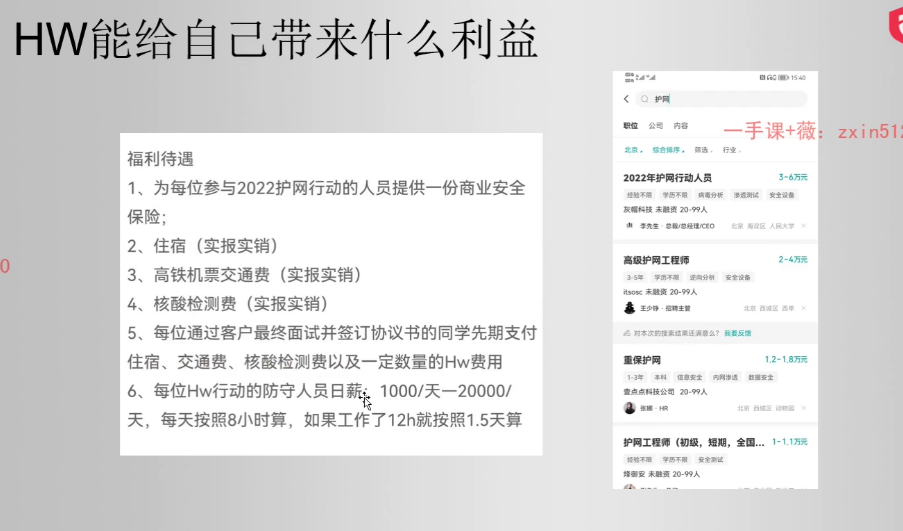 HW能给自己带来什么利益
一手课+薇：zxin512
0
福利待遇
1、为每位参与2022护网行动的人员提供一份商业安全
保险；
2、住宿（实报实销）
3、高铁机票交通费（实报实销）
4、核酸检测费（实报实销）
5、每位通过客户最终面试并签订协议书的同学先期支付
住宿、交通费、核酸检测费以及一定数量的Hw费用
6、每位Hw行动的防守人员日薪：1000/天一20000/
天，每天按照8小时算，如果工作了12h就按照1.5天算
15:40
护网
职位 公司 内容
北京 综合排序 筛选 行业
2022年护网行动人员 3-6万元
经验不限 学历不限 病毒分析 渗透测试 安全设备
灰帽科技 未融资 20-99人
李先生·总裁/总经理/CEO 北京 海淀区 人民大学
高级护网工程师 2-4万元
3-5年 学历不限 逆向分析 安全设备
itsosc 未融资 20-99人
王少铮·招聘主管 北京 西城区 西单
对本次的搜索结果还满意么？ 我要反馈
重保护网 1.2-1.8万元
1-3年 本科 信息安全 内网渗透 数据安全
壹点点科技公司 20-99人
张娜·HR 北京 西城区 动物园
护网工程师（初级，短期，全国... 1-1.1万元
经验不限 学历不限 安全测试
烽御安 未融资 20-99人